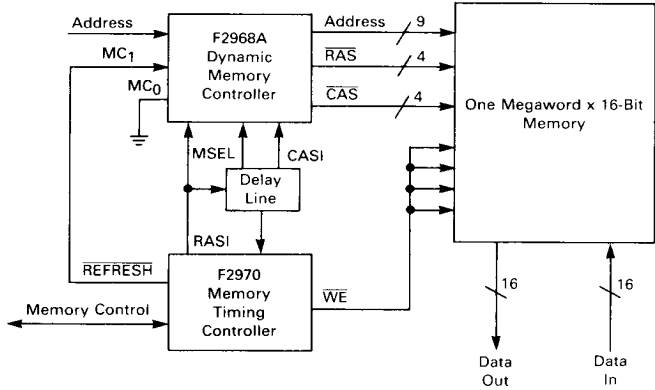 Address
MC1
MC0
F2968A
Dynamic
Memory
Controller
Address
9
RAS
4
CAS
4
One Megaword x 16-Bit
Memory
MSEL
CASI
Delay
Line
RASI
REFRESH
F2970
Memory
Timing
Controller
Memory Control
WE
16
16
Data
Out
Data
In